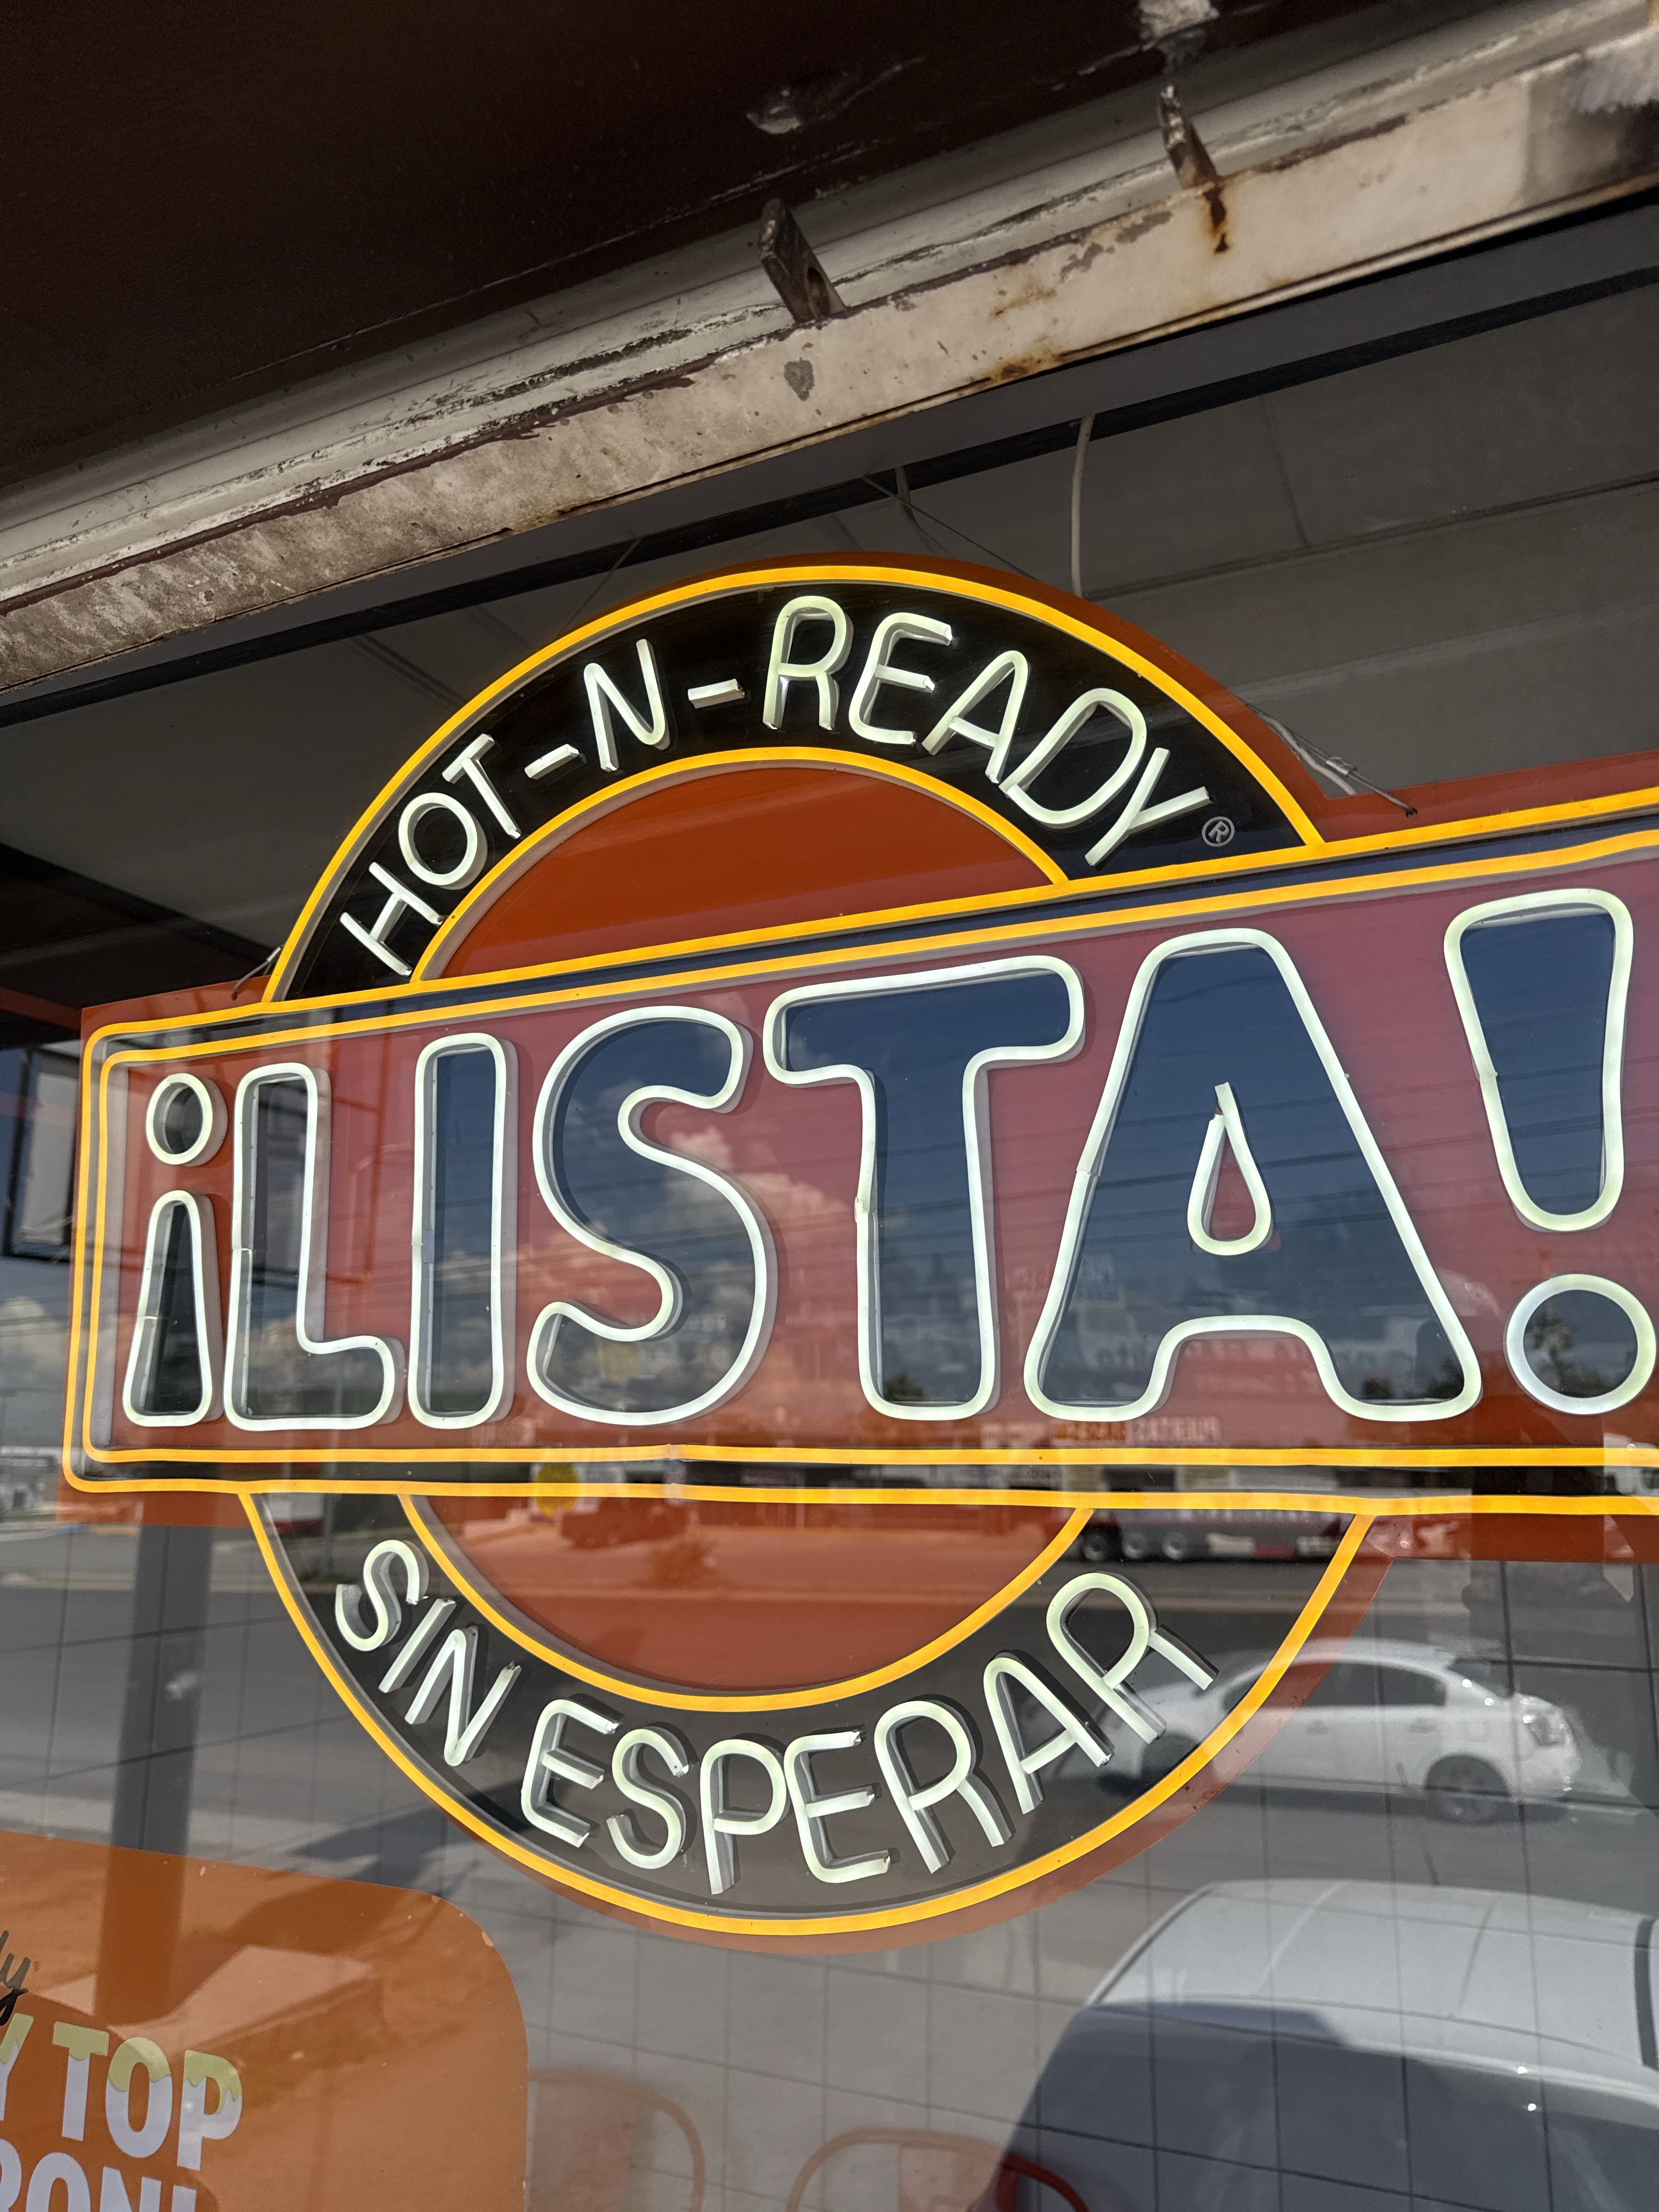 HOT-N-READY®
¡LISTA!
SIN ESPERAR
TOP